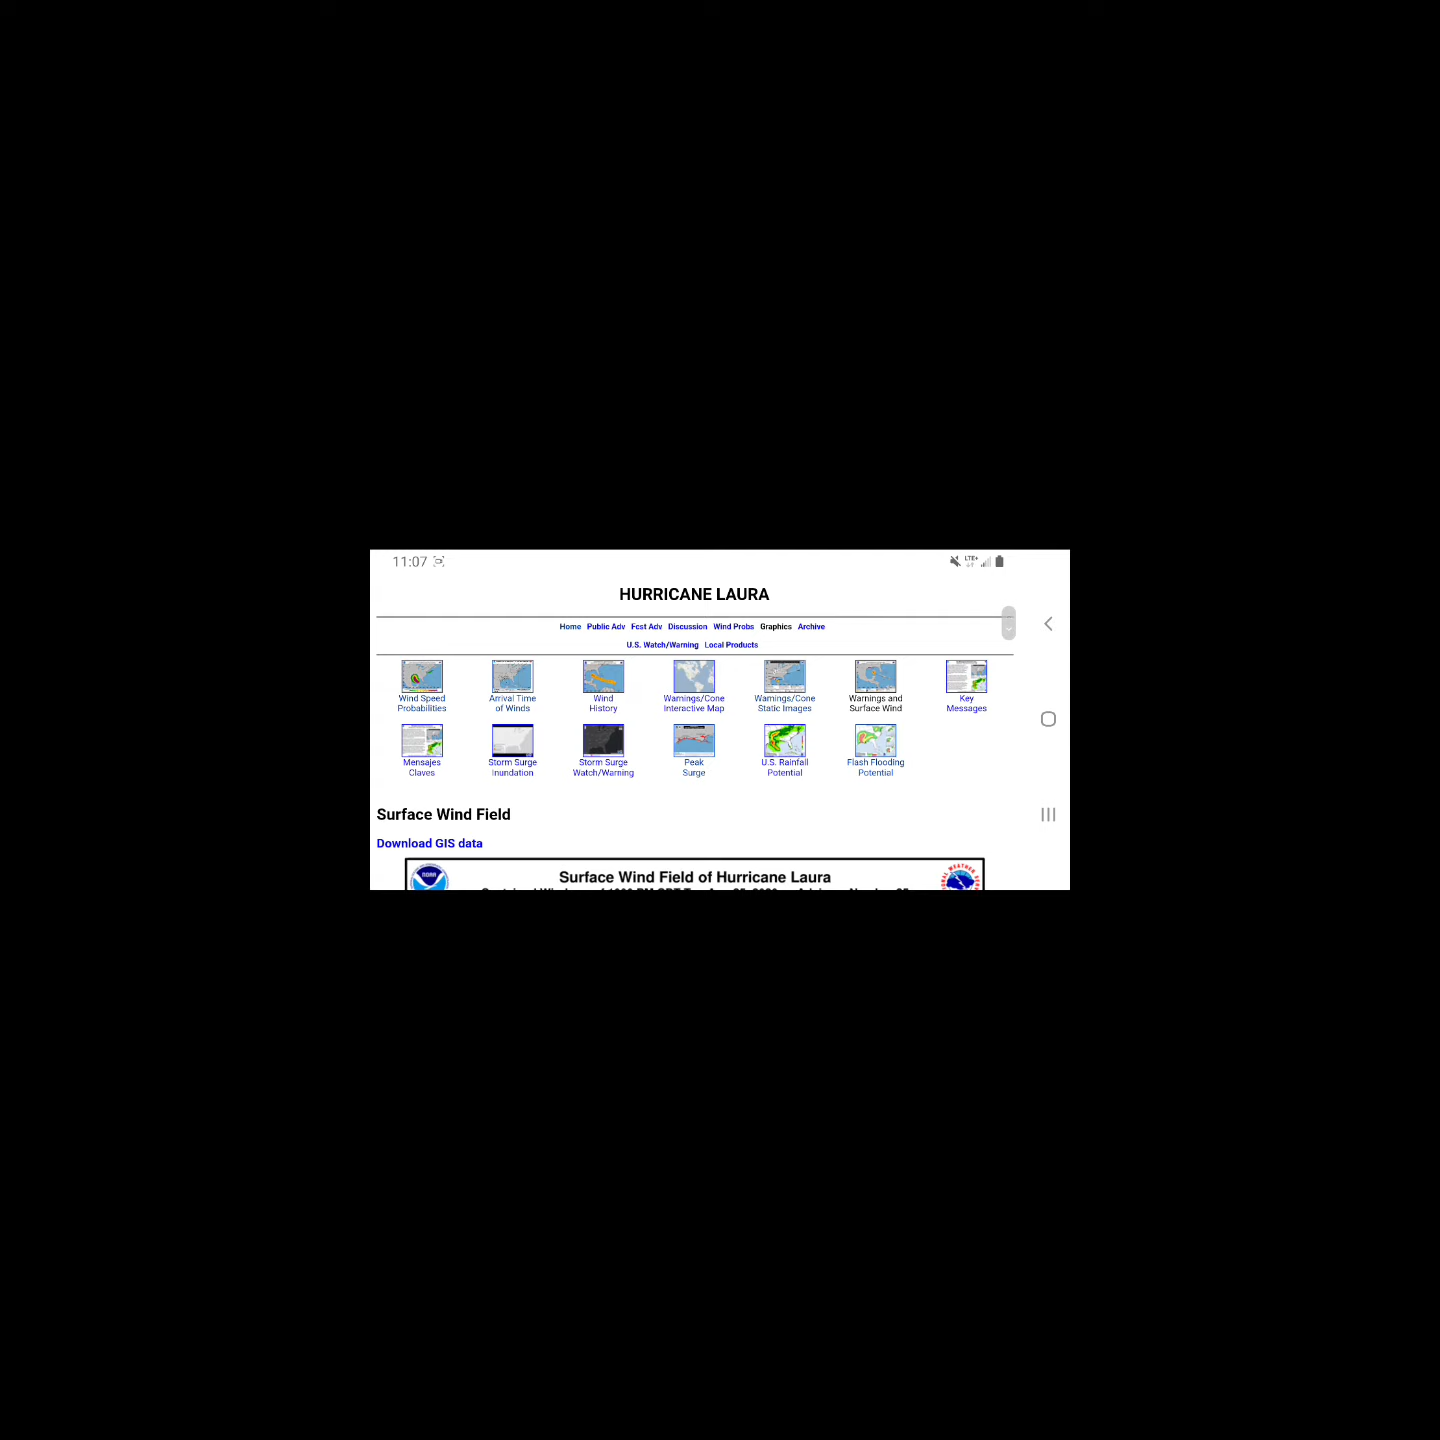 11:07
LTE+
HURRICANE LAURA
Home Public Adv Fcst Adv Discussion Wind Probs Graphics Archive
U.S. Watch/Warning Local Products
Wind Speed Probabilities
Arrival Time of Winds
Wind History
Warnings/Cone Interactive Map
Warnings/Cone Static Images
Warnings and Surface Wind
Key Messages
Mensajes Claves
Storm Surge Inundation
Storm Surge Watch/Warning
Peak Surge
U.S. Rainfall Potential
Flash Flooding Potential
Surface Wind Field
Download GIS data
NOAA
Surface Wind Field of Hurricane Laura